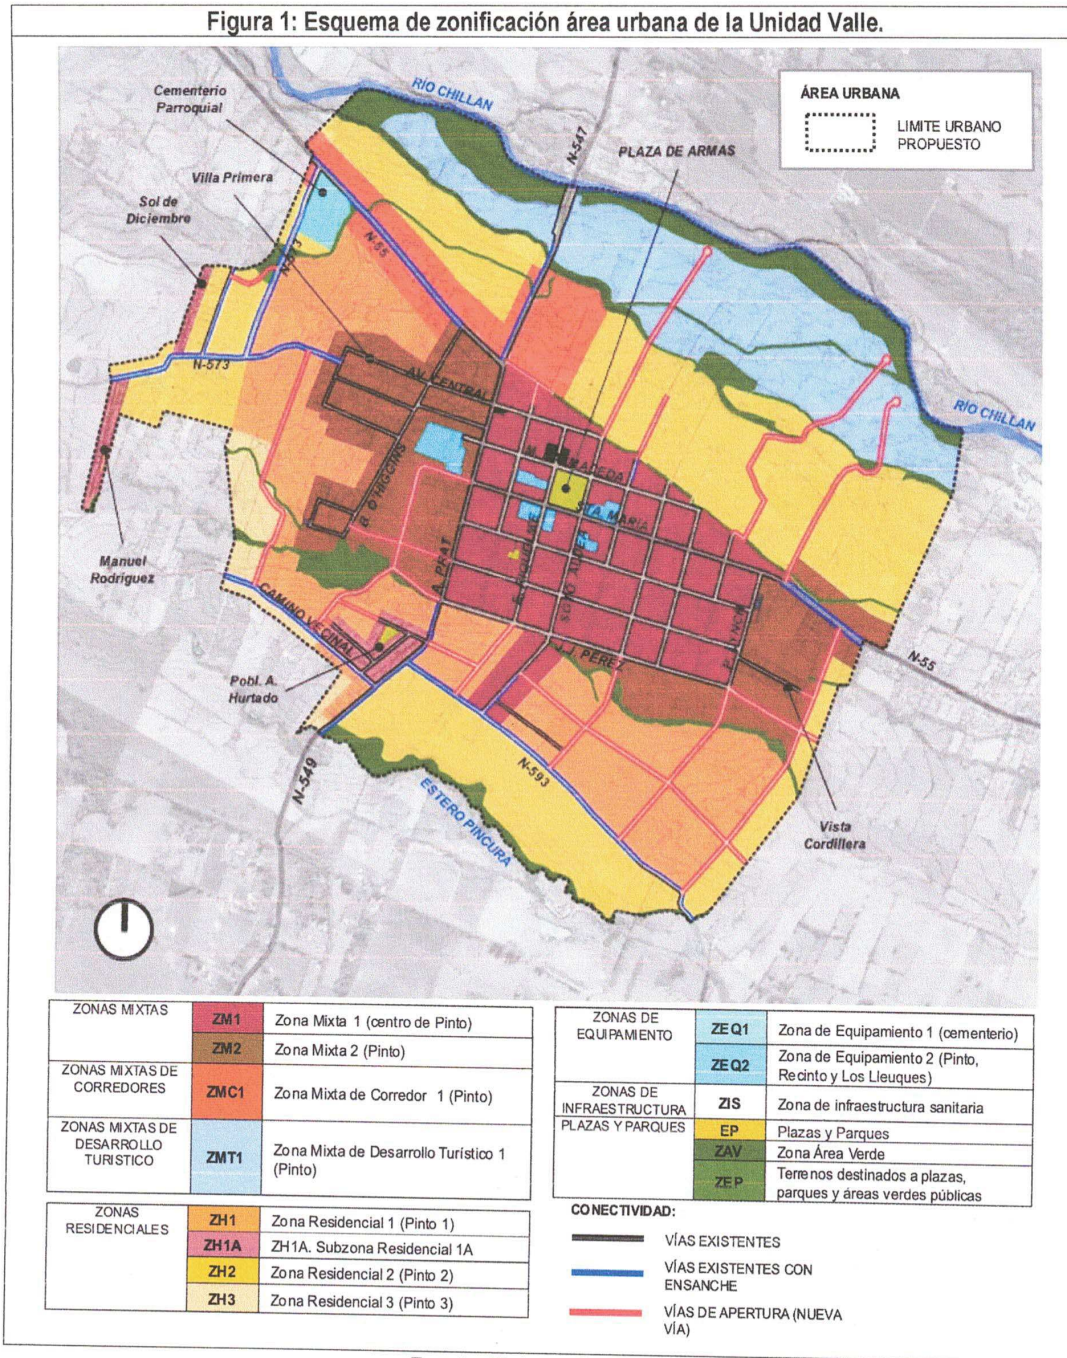 Figura 1: Esquema de zonificación área urbana de la Unidad Valle.
RÍO CHILLAN
ÁREA URBANA
LIMITE URBANO
PROPUESTO
Cementerio
Parroquial
N-547
PLAZA DE ARMAS
Villa Primera
Sol de
Diciembre
N-55
N-573
N-573
AV. CENTRAL
RÍO CHILLAN
B. O'HIGGINS
MACEDA
STA. MARÍA
A. PRAT
Manuel
Rodríguez
CAMINO VECINAL
J.J. PEREZ
N-55
Pobl. A.
Hurtado
N-549
N-593
ESTERO PINCURA
Vista
Cordillera
ZONAS MIXTAS
ZM1
Zona Mixta 1 (centro de Pinto)
ZM2
Zona Mixta 2 (Pinto)
ZONAS MIXTAS DE
CORREDORES
ZMC1
Zona Mixta de Corredor 1 (Pinto)
ZONAS MIXTAS DE
DESARROLLO
TURISTICO
ZMT1
Zona Mixta de Desarrollo Turístico 1
(Pinto)
ZONAS
RESIDENCIALES
ZH1
Zona Residencial 1 (Pinto 1)
ZH1A
ZH1A. Subzona Residencial 1A
ZH2
Zona Residencial 2 (Pinto 2)
ZH3
Zona Residencial 3 (Pinto 3)
ZONAS DE
EQUIPAMIENTO
ZEQ1
Zona de Equipamiento 1 (cementerio)
ZEQ2
Zona de Equipamiento 2 (Pinto,
Recinto y Los Lleuques)
ZONAS DE
INFRAESTRUCTURA
ZIS
Zona de infraestructura sanitaria
PLAZAS Y PARQUES
EP
Plazas y Parques
ZAV
Zona Área Verde
ZEP
Terrenos destinados a plazas,
parques y áreas verdes públicas
CONECTIVIDAD:
VÍAS EXISTENTES
VÍAS EXISTENTES CON
ENSANCHE
VÍAS DE APERTURA (NUEVA
VÍA)